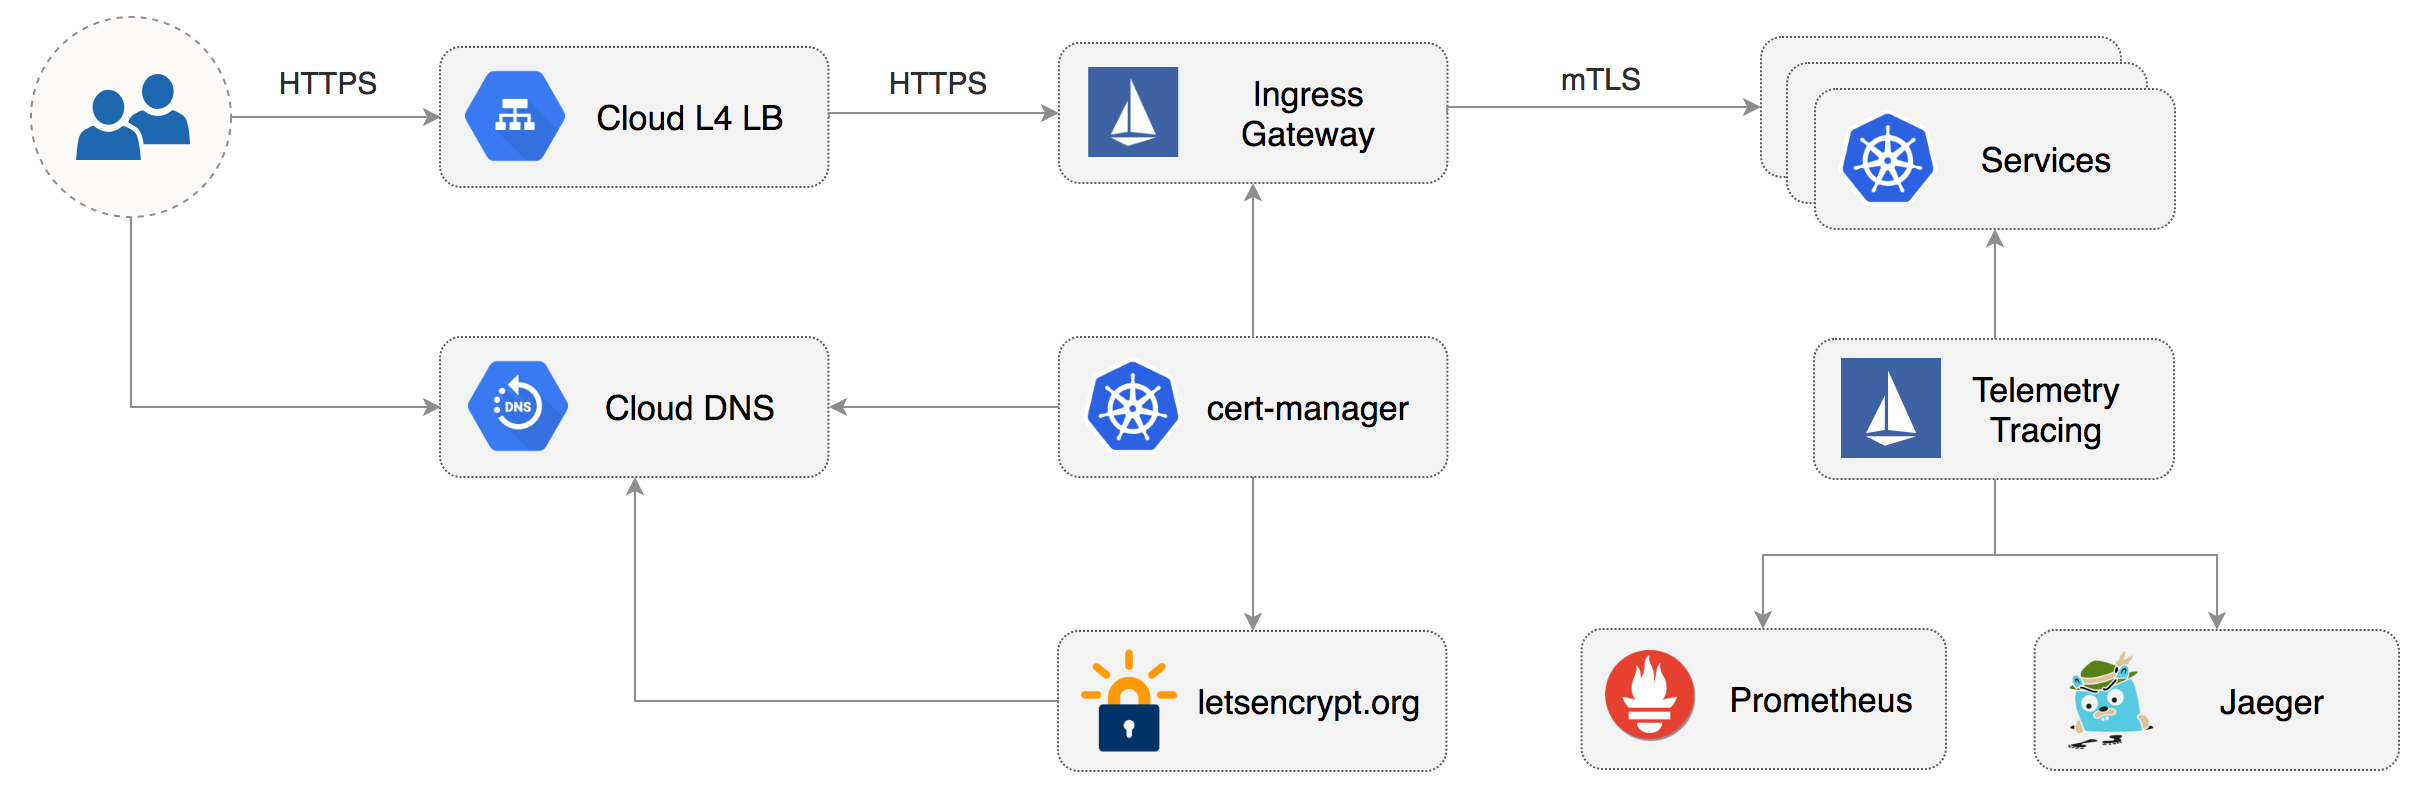 HTTPS
Cloud L4 LB
HTTPS
Ingress
Gateway
mTLS
Services
DNS
Cloud DNS
cert-manager
Telemetry
Tracing
letsencrypt.org
Prometheus
Jaeger